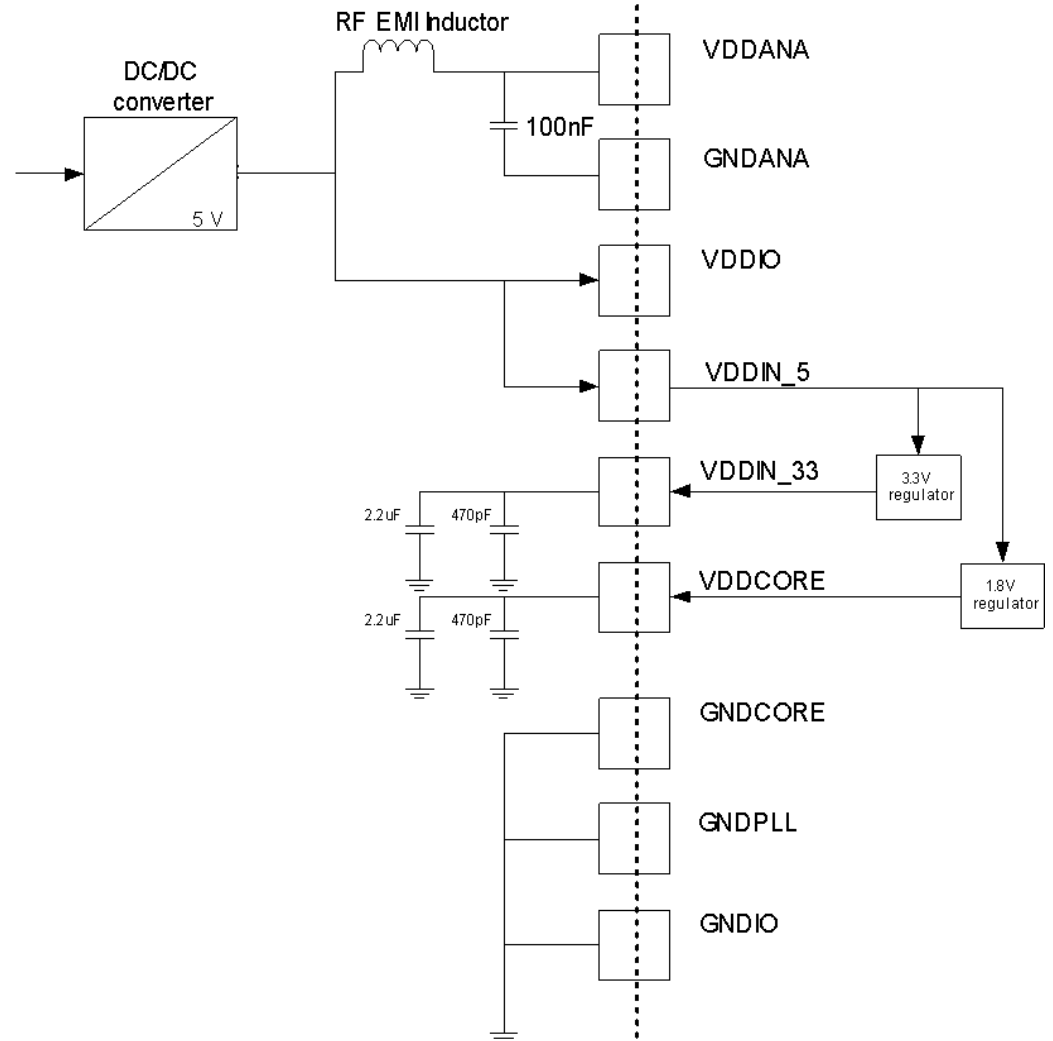 RF EMI Inductor
VDDANA
DC/DC
converter
100nF
GNDANA
5 V
VDDIO
VDDIN_5
VDDIN_33
3.3V
regulator
2.2uF
470pF
VDDCORE
1.8V
regulator
2.2uF
470pF
GNDCORE
GNDPLL
GNDIO